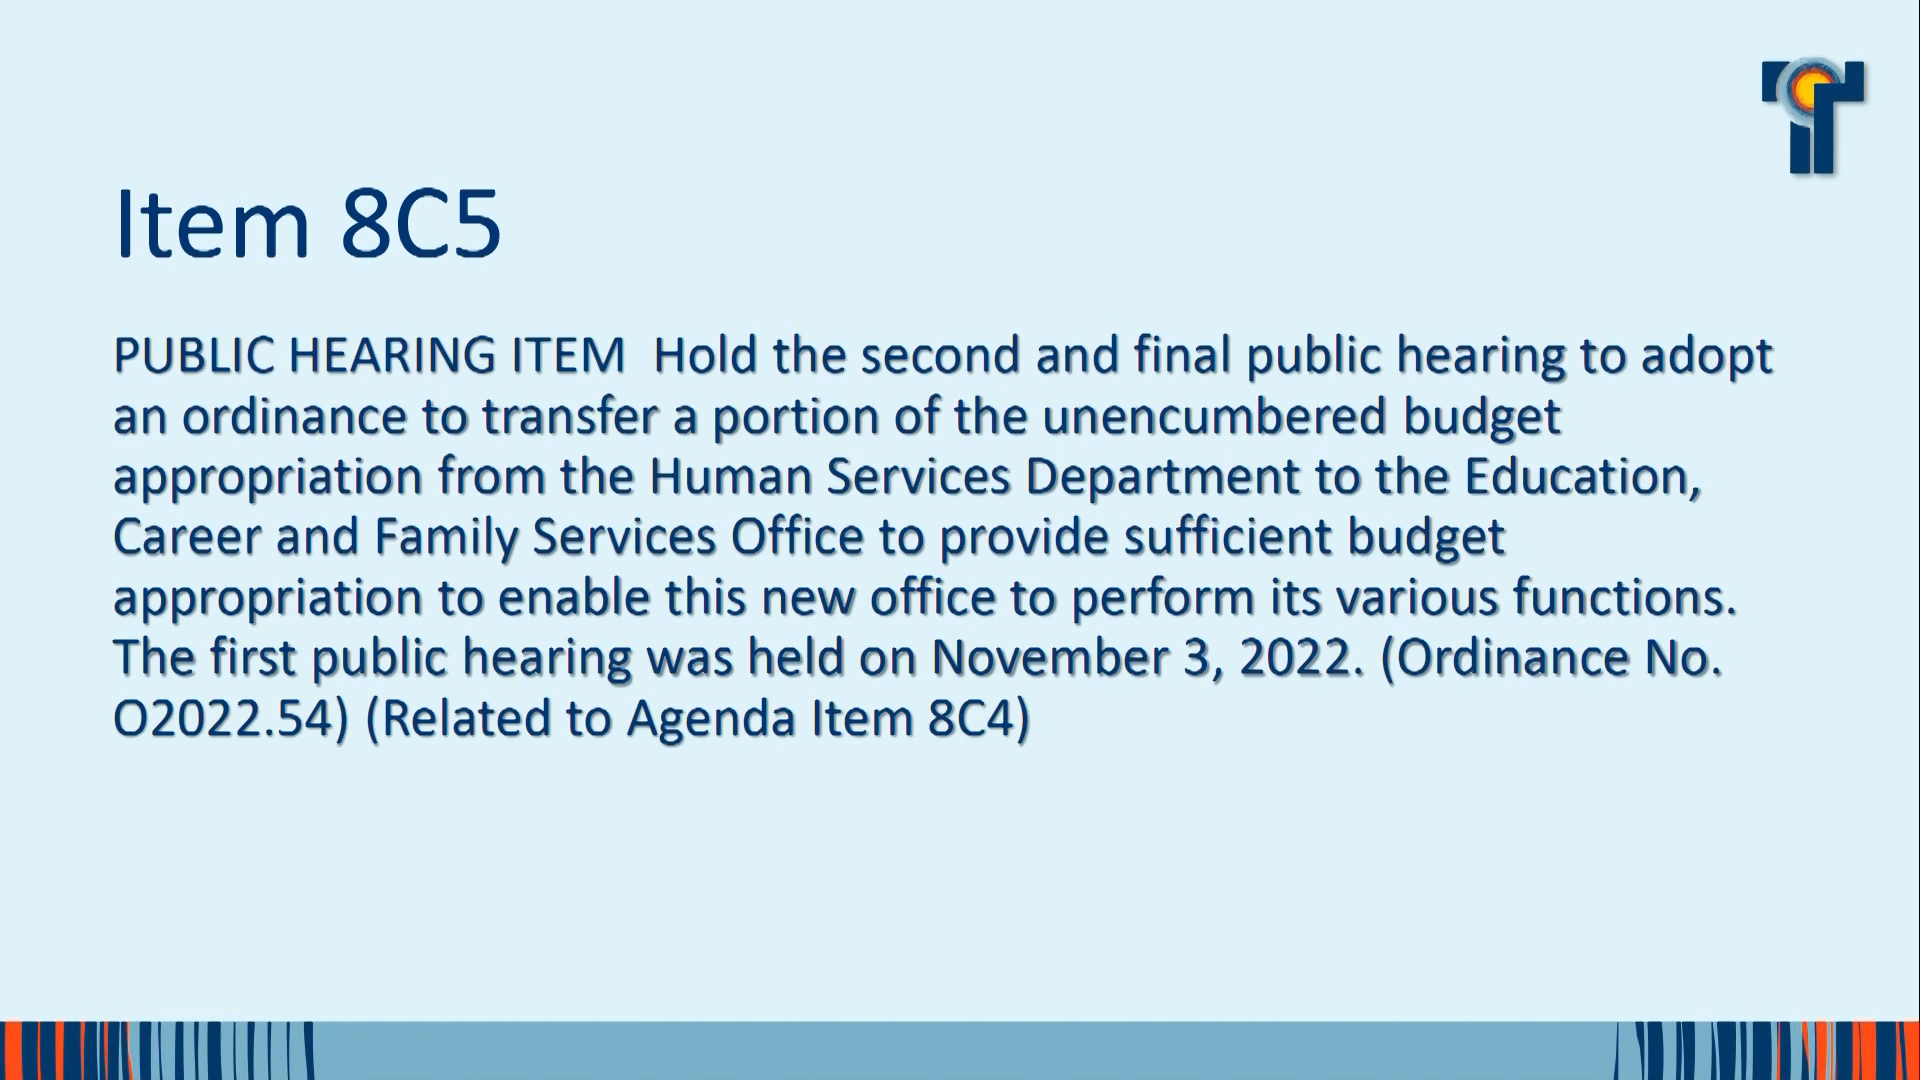 Item 8C5
PUBLIC HEARING ITEM  Hold the second and final public hearing to adopt
an ordinance to transfer a portion of the unencumbered budget
appropriation from the Human Services Department to the Education,
Career and Family Services Office to provide sufficient budget
appropriation to enable this new office to perform its various functions.
The first public hearing was held on November 3, 2022. (Ordinance No.
O2022.54) (Related to Agenda Item 8C4)